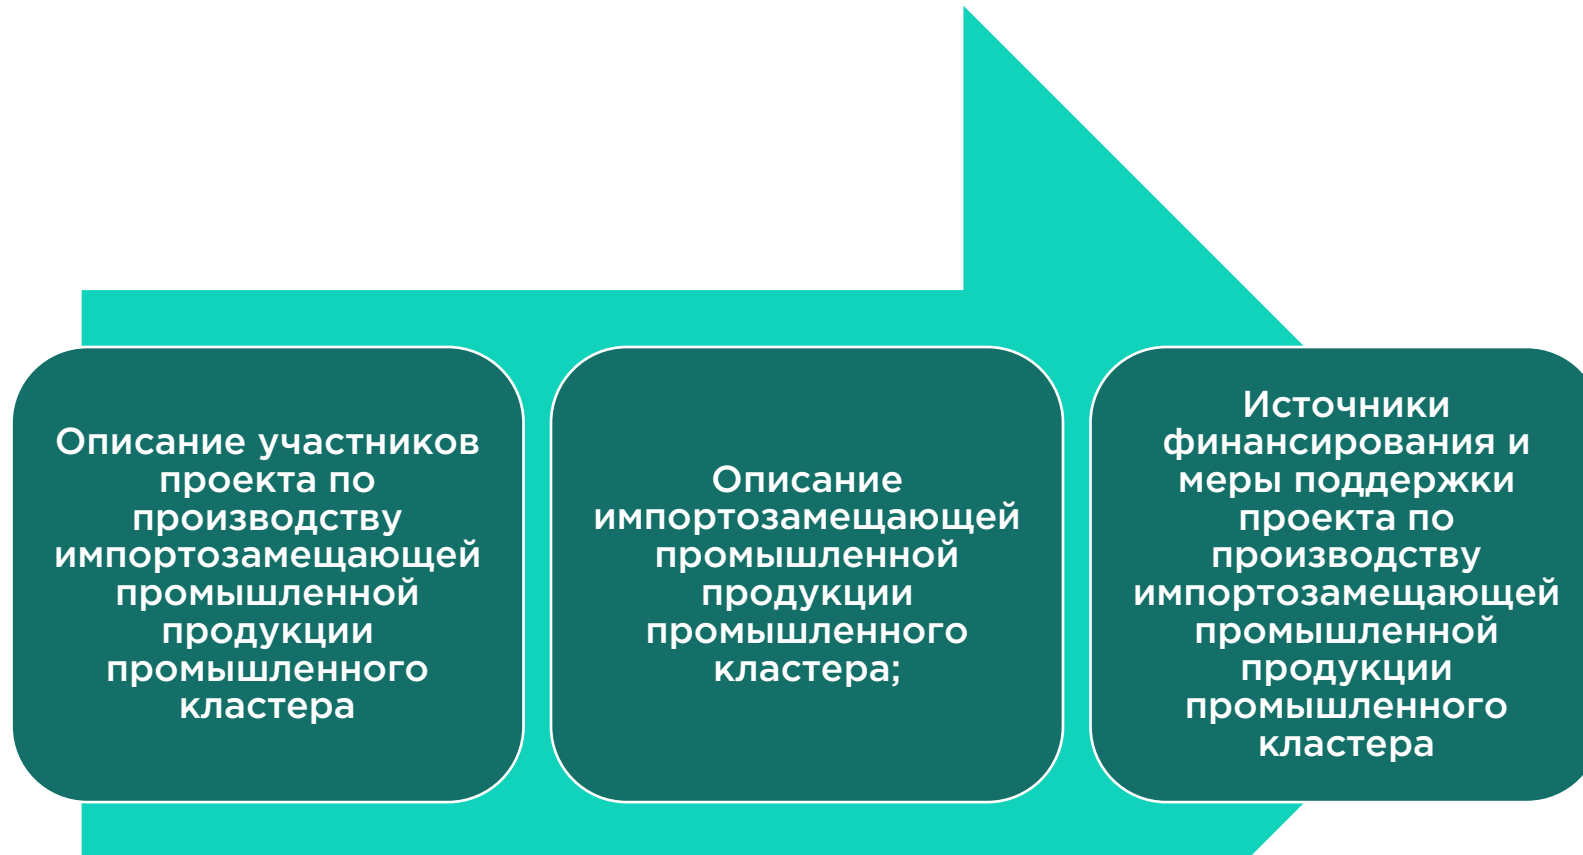 Описание участников
проекта по
производству
импортозамещающей
промышленной
продукции
промышленного
кластера
Описание
импортозамещающей
промышленной
продукции
промышленного
кластера;
Источники
финансирования и
меры поддержки
проекта по
производству
импортозамещающей
промышленной
продукции
промышленного
кластера